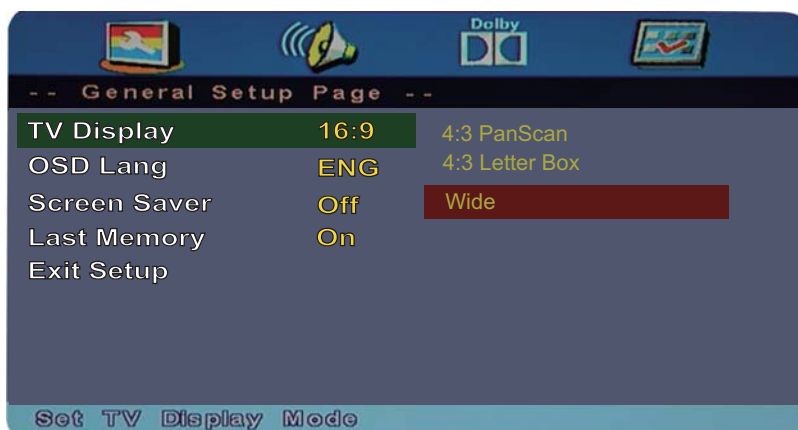 Dolby
-- General Setup Page --
TV Display 16:9 4:3 PanScan
OSD Lang ENG 4:3 Letter Box
Screen Saver Off Wide
Last Memory On
Exit Setup
Set TV Display Mode